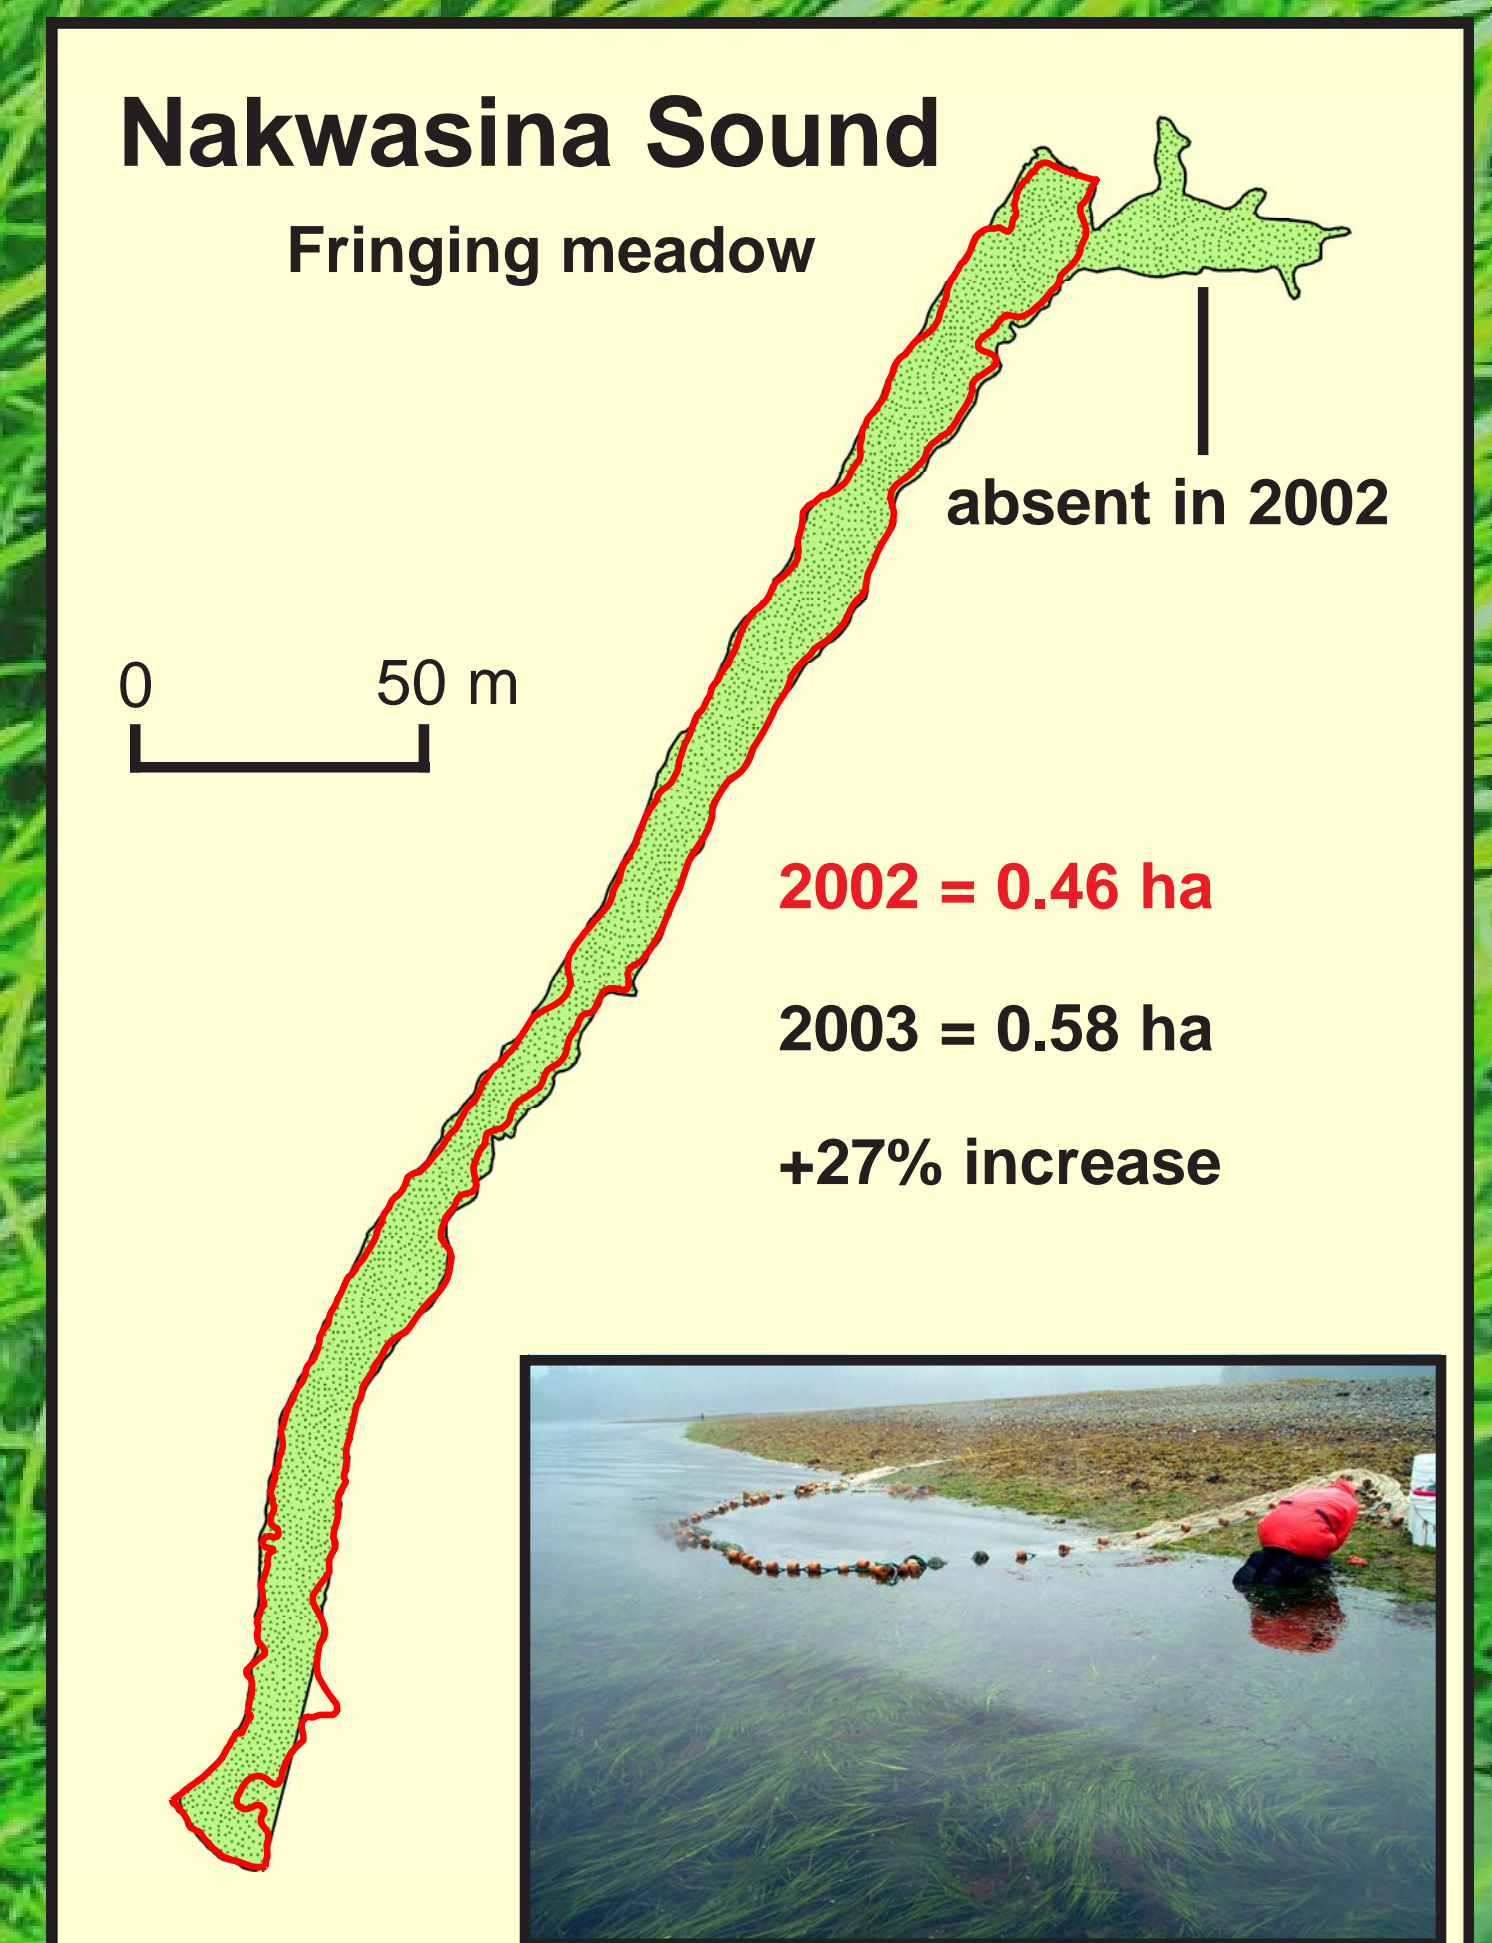 Nakwasina Sound
Fringing meadow
absent in 2002
0 50 m
2002 = 0.46 ha
2003 = 0.58 ha
+27% increase